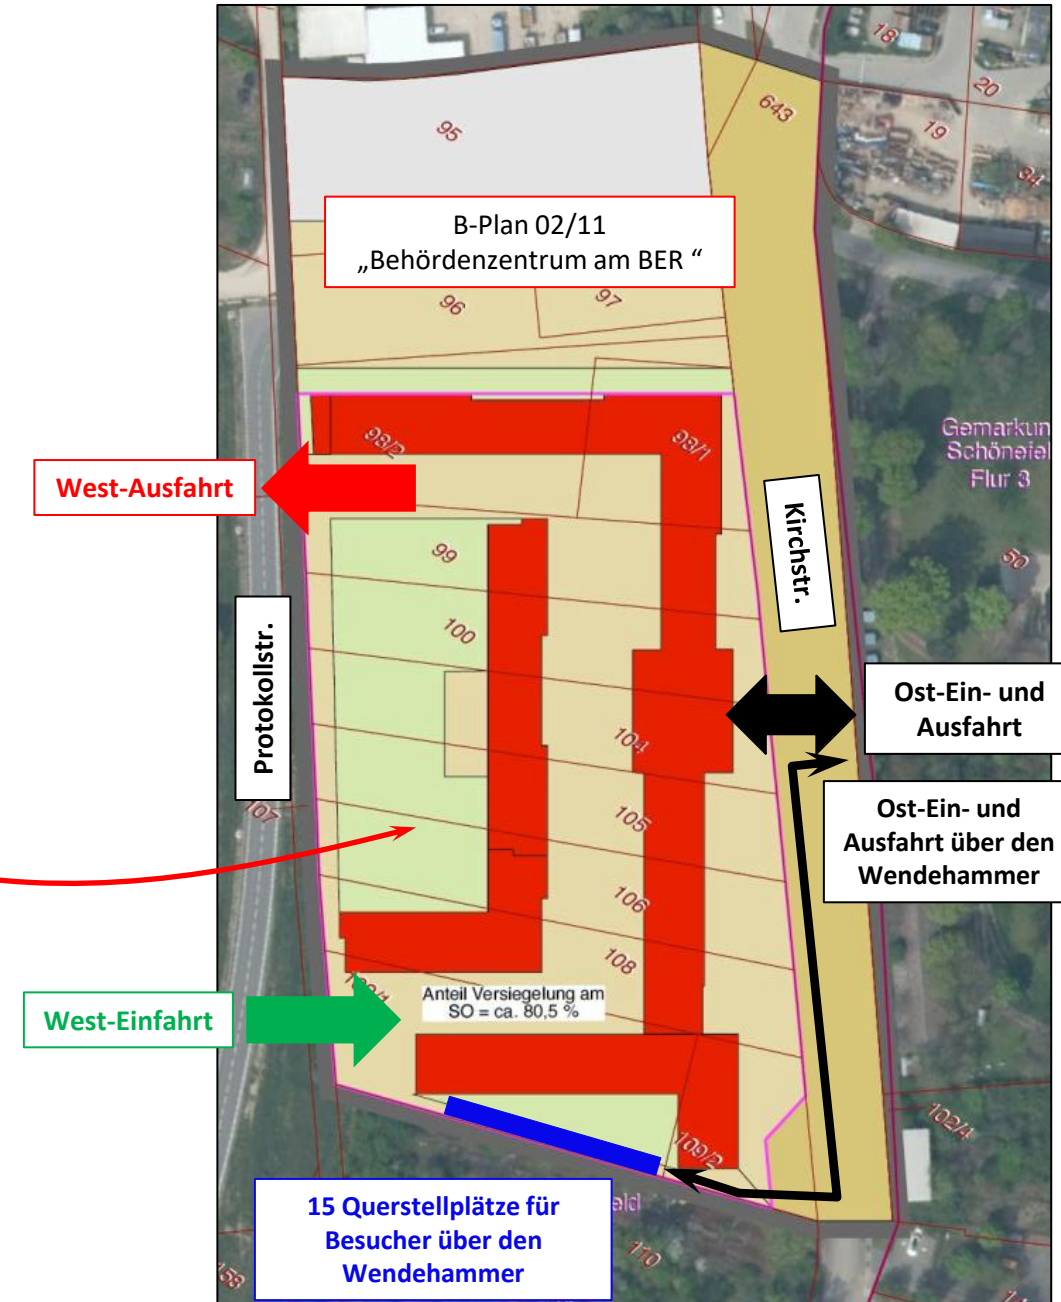 18
20
643
95
19
34
B-Plan 02/11
„Behördenzentrum am BER “
96
97
98/2
98/1
Gemarkun
Schönefel
Flur 3
West-Ausfahrt
Kirchstr.
99
50
100
Protokollstr.
Ost-Ein- und
Ausfahrt
104
107
105
Ost-Ein- und
Ausfahrt über den
Wendehammer
106
108
Anteil Versiegelung am
SO = ca. 80,5 %
West-Einfahrt
102/4
109/2
15 Querstellplätze für
Besucher über den
Wendehammer
110
158